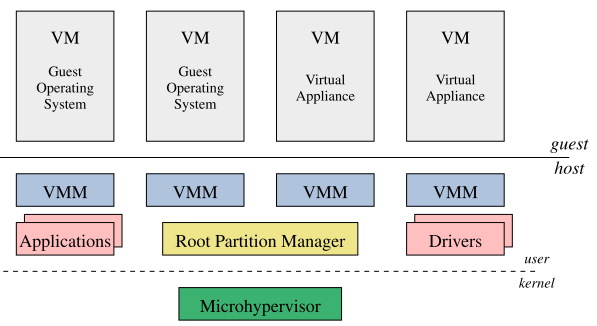 VM
Guest
Operating
System
VM
Guest
Operating
System
VM
Virtual
Appliance
VM
Virtual
Appliance
guest
host
VMM
VMM
VMM
VMM
Applications
Root Partition Manager
Drivers
user
kernel
Microhypervisor